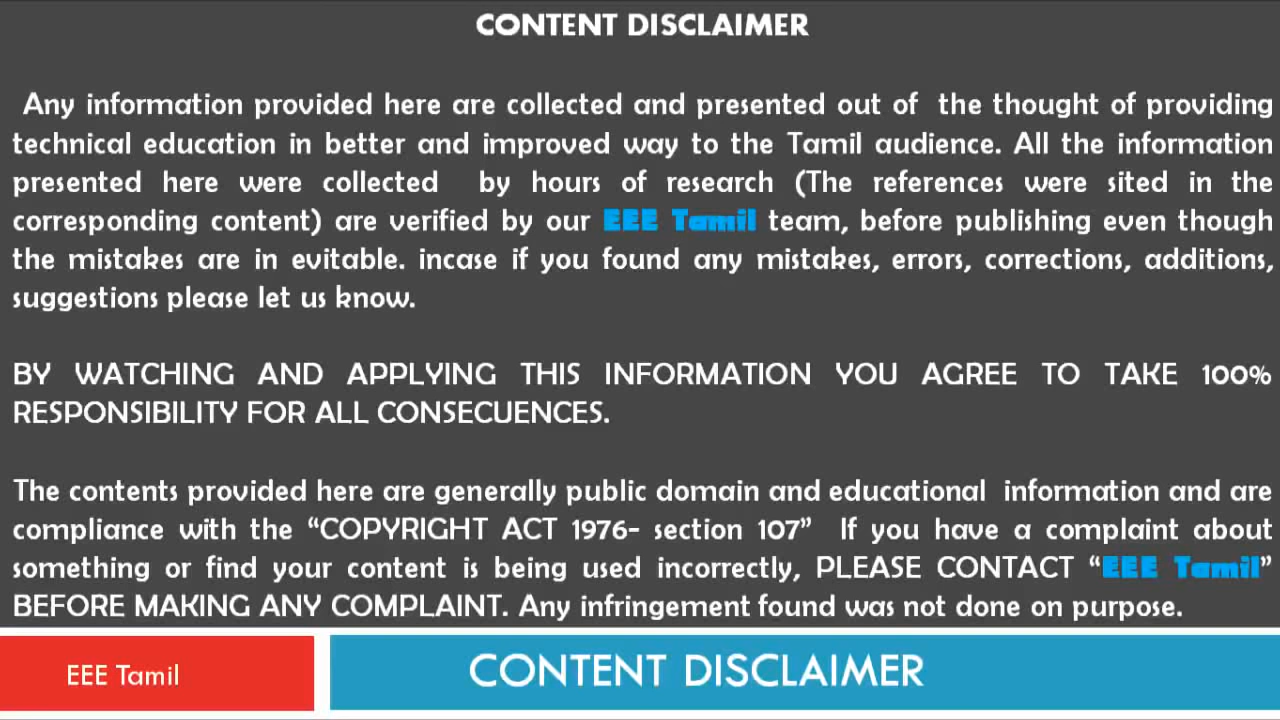 CONTENT DISCLAIMER
Any information provided here are collected and presented out of the thought of providing
technical education in better and improved way to the Tamil audience. All the information
presented here were collected by hours of research (The references were sited in the
corresponding content) are verified by our EEE Tamil team, before publishing even though
the mistakes are in evitable. incase if you found any mistakes, errors, corrections, additions,
suggestions please let us know.
BY WATCHING AND APPLYING THIS INFORMATION YOU AGREE TO TAKE 100%
RESPONSIBILITY FOR ALL CONSECUENCES.
The contents provided here are generally public domain and educational information and are
compliance with the “COPYRIGHT ACT 1976- section 107” If you have a complaint about
something or find your content is being used incorrectly, PLEASE CONTACT “EEE Tamil”
BEFORE MAKING ANY COMPLAINT. Any infringement found was not done on purpose.
EEE Tamil
CONTENT DISCLAIMER